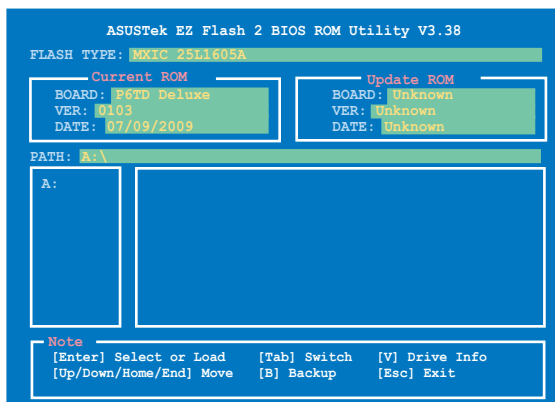 ASUSTek EZ Flash 2 BIOS ROM Utility V3.38
FLASH TYPE: MXIC 25L1605A
Current ROM
BOARD: P6TD Deluxe
VER: 0103
DATE: 07/09/2009
Update ROM
BOARD: Unknown
VER: Unknown
DATE: Unknown
PATH: A:\
A:
Note
[Enter] Select or Load [Tab] Switch [V] Drive Info
[Up/Down/Home/End] Move [B] Backup [Esc] Exit